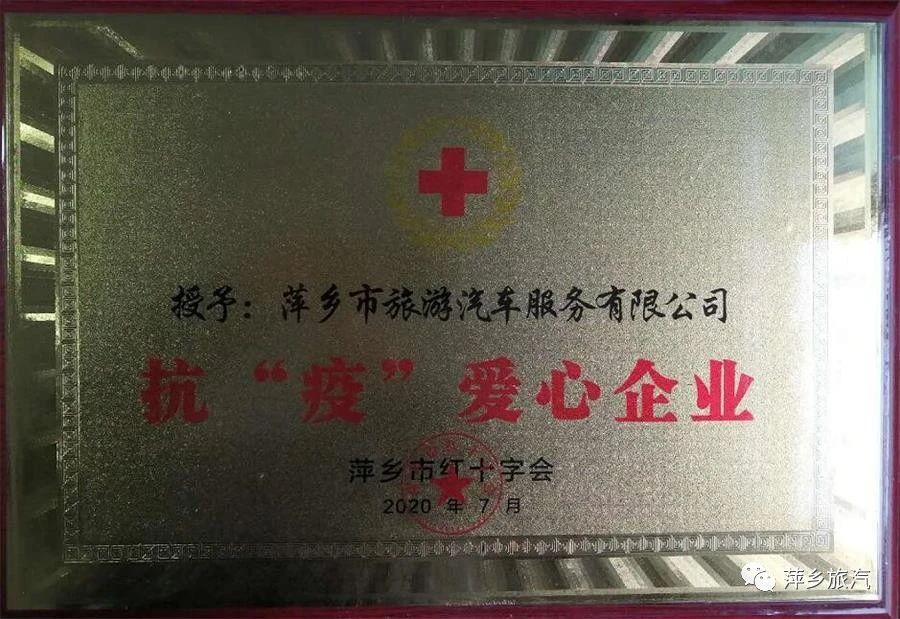 授予：萍乡市旅游汽车服务有限公司
抗“疫”爱心企业
萍乡市红十字会
2020 年 7 月
萍乡旅汽